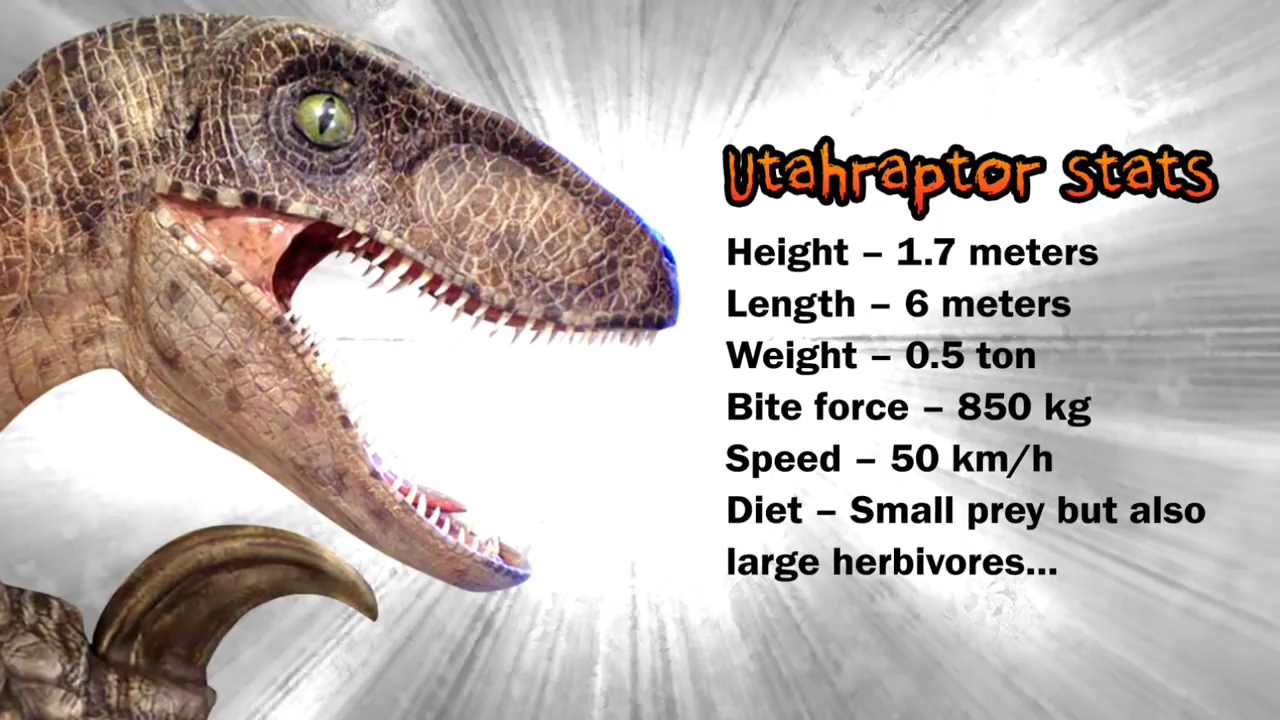 Utahraptor stats
Height – 1.7 meters
Length – 6 meters
Weight – 0.5 ton
Bite force – 850 kg
Speed – 50 km/h
Diet – Small prey but also
large herbivores...